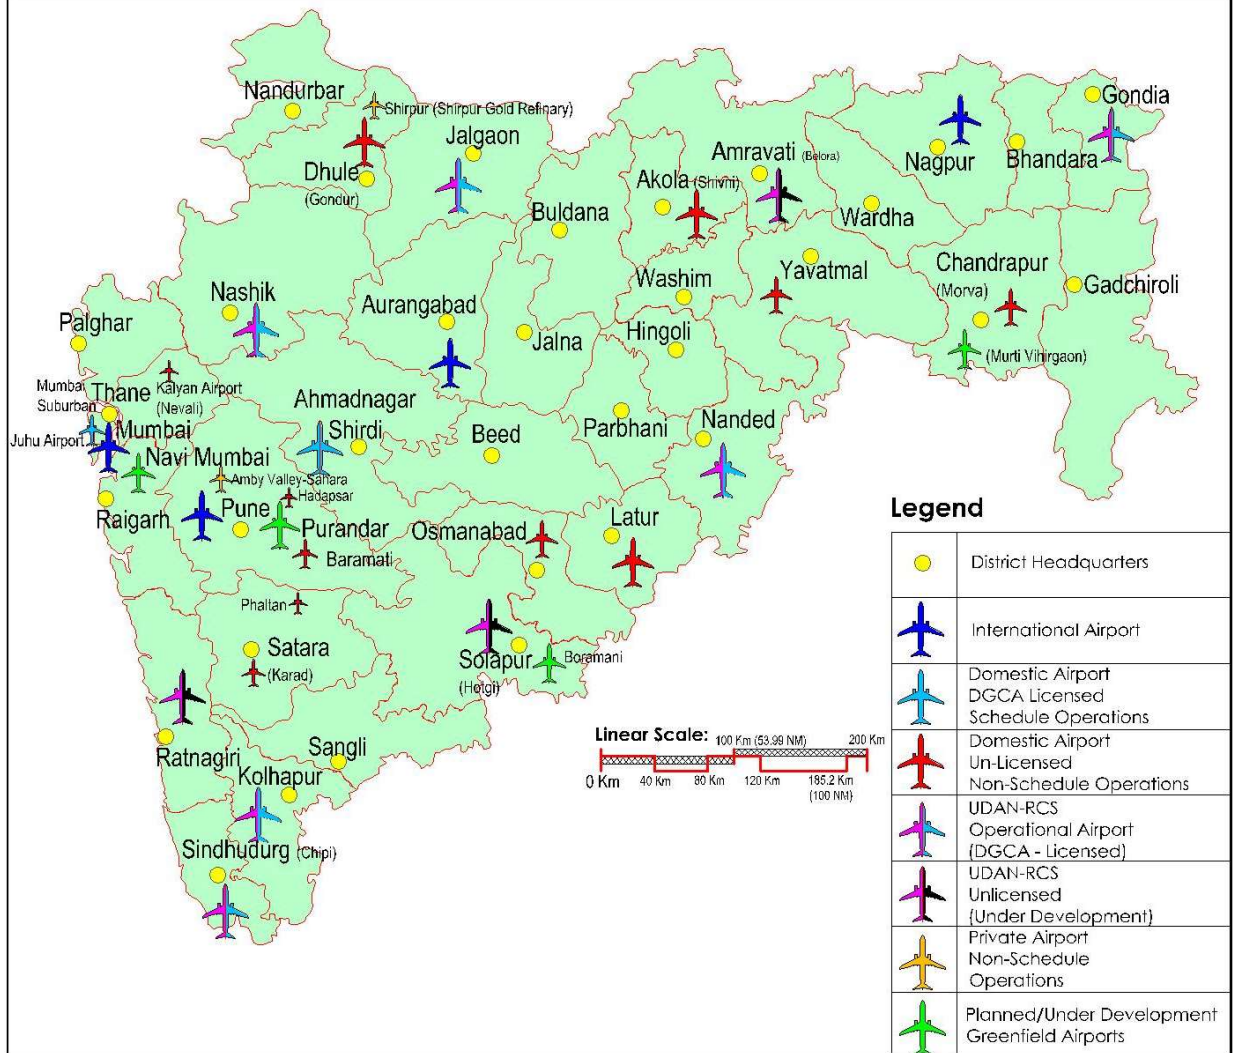 Nandurbar
Shirpur (Shirpur Gold Refinary)
Gondia
Jalgaon
Dhule
(Gondur)
Amravati (Belora)
Nagpur
Bhandara
Akola (Shivni)
Buldana
Wardha
Washim
Yavatmal
Chandrapur
(Morva)
Gadchiroli
Nashik
Aurangabad
Palghar
Jalna
Hingoli
(Murti Vihirgaon)
Mumbai
Suburban
Thane
Kalyan Airport
(Nevali)
Ahmadnagar
Shirdi
Juhu Airport
Mumbai
Beed
Parbhani
Nanded
Navi Mumbai
Amby Valley-Sahara
Hadapsar
Raigarh
Pune
Purandar
Baramati
Osmanabad
Latur
Phaltan
Satara
(Karad)
Solapur
(Hotgi)
Boramani
Ratnagiri
Sangli
Kolhapur
Sindhudurg (Chipi)
Linear Scale:
100 Km (53.99 NM)
200 Km
0 Km
40 Km
80 Km
120 Km
185.2 Km
(100 NM)
Legend
District Headquarters
International Airport
Domestic Airport
DGCA Licensed
Schedule Operations
Domestic Airport
Un-Licensed
Non-Schedule Operations
UDAN-RCS
Operational Airport
(DGCA - Licensed)
UDAN-RCS
Unlicensed
(Under Development)
Private Airport
Non-Schedule
Operations
Planned/Under Development
Greenfield Airports